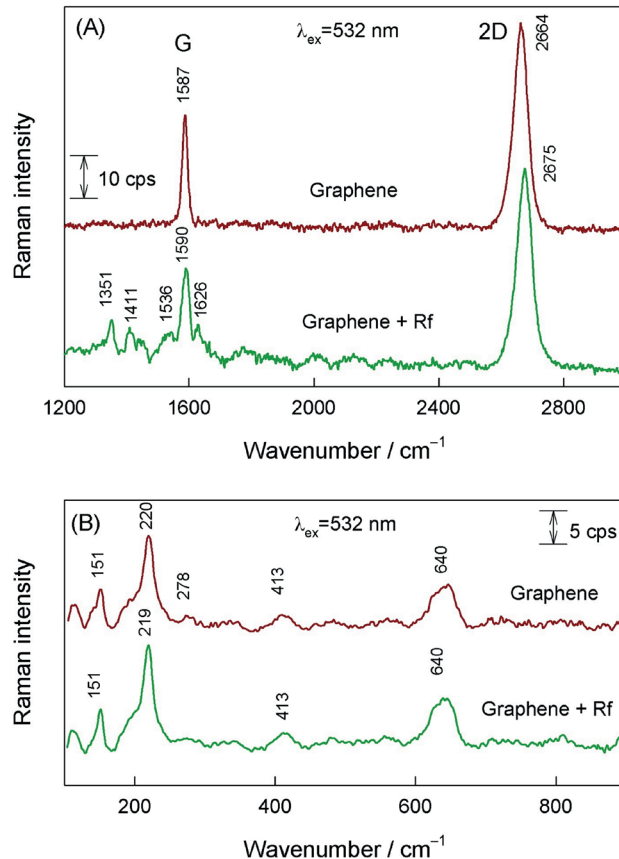 (A)
λex=532 nm
G
2D
1587
2664
10 cps
Graphene
2675
1590
1351
1411
1536
1626
Graphene + Rf
Raman intensity
1200 1600 2000 2400 2800
Wavenumber / cm⁻¹
(B)
λex=532 nm
5 cps
151
220
278
413
640
Graphene
151
219
413
640
Graphene + Rf
Raman intensity
200 400 600 800
Wavenumber / cm⁻¹